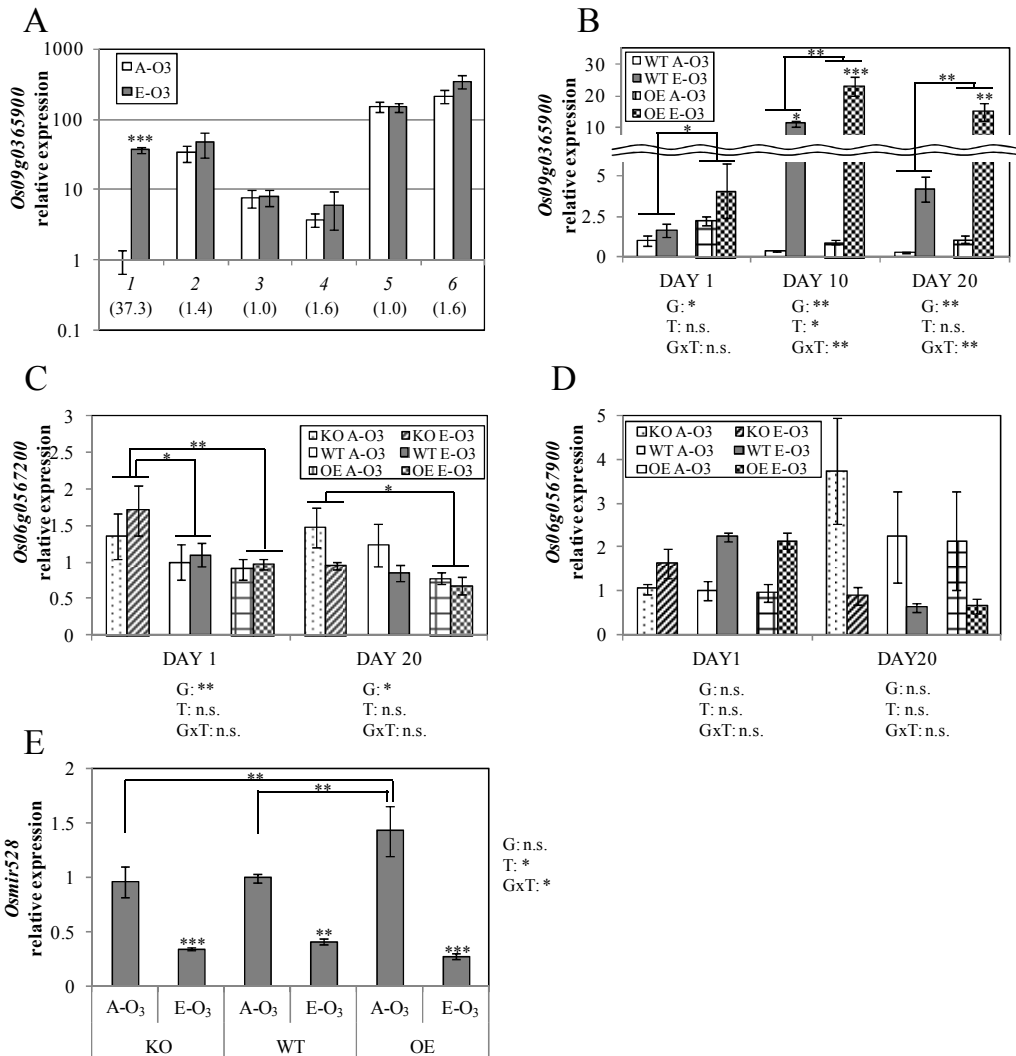 A
Os09g0365900
relative expression
1000
100
10
1
0.1
A-O3
E-O3
***
1 2 3 4 5 6
(37.3) (1.4) (1.0) (1.6) (1.0) (1.6)
B
Os09g0365900
relative expression
30
20
10
5
2.5
0
WT A-O3
WT E-O3
OE A-O3
OE E-O3
*
**
*
***
**
**
DAY 1 DAY 10 DAY 20
G: * G: ** G: **
T: n.s. T: * T: n.s.
GxT: n.s. GxT: ** GxT: **
C
Os06g0567200
relative expression
3
2.5
2
1.5
1
0.5
0
KO A-O3 KO E-O3
WT A-O3 WT E-O3
OE A-O3 OE E-O3
**
*
*
DAY 1 DAY 20
G: ** G: *
T: n.s. T: n.s.
GxT: n.s. GxT: n.s.
D
Os06g0567900
relative expression
5
4
3
2
1
0
KO A-O3 KO E-O3
WT A-O3 WT E-O3
OE A-O3 OE E-O3
DAY1 DAY20
G: n.s. G: n.s.
T: n.s. T: n.s.
GxT: n.s. GxT: n.s.
E
Osmir528
relative expression
2
1.5
1
0.5
0
**
**
***
**
***
A-O3 E-O3 A-O3 E-O3 A-O3 E-O3
KO WT OE
G: n.s.
T: *
GxT: *